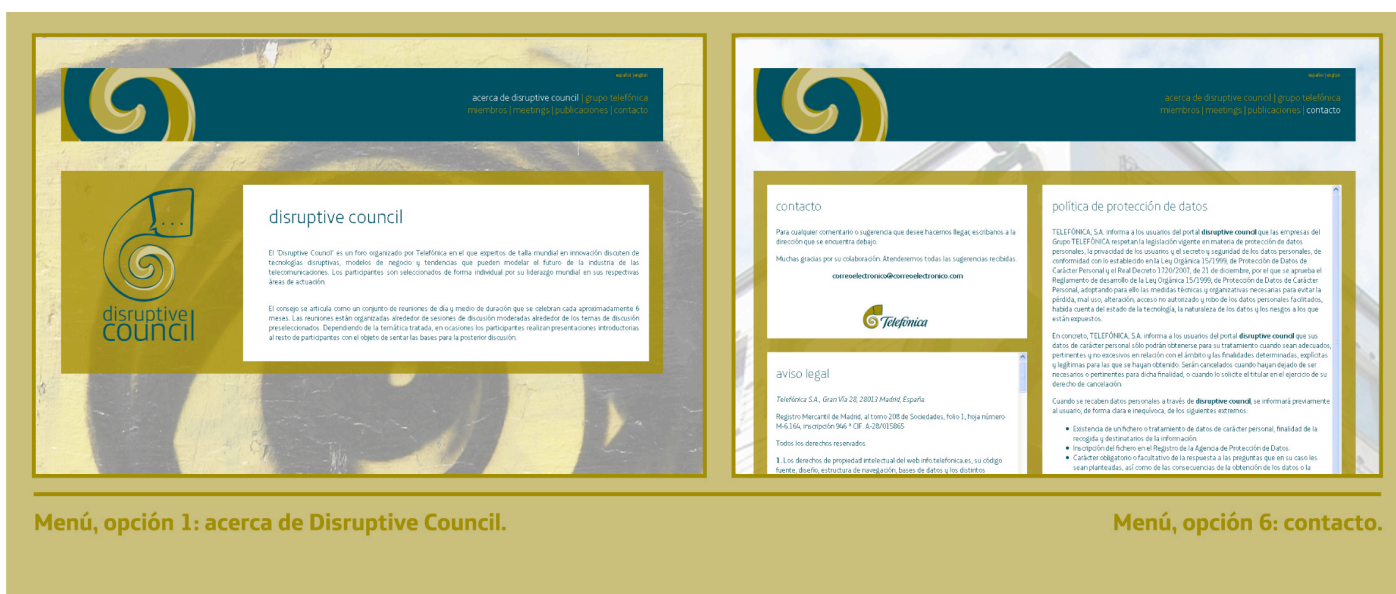 español | english
acerca de disruptive council | grupo telefónica
miembros | meetings | publicaciones | contacto
disruptive
council
disruptive council
El 'Disruptive Council' es un foro organizado por Telefónica en el que expertos de talla mundial en innovación discuten de
tecnologías disruptivas, modelos de negocio y tendencias que pueden modelar el futuro de la industria de las
telecomunicaciones. Los participantes son seleccionados de forma individual por su liderazgo mundial en sus respectivas
áreas de actuación.
El consejo se articula como un conjunto de reuniones de día y medio de duración que se celebran cada aproximadamente 6
meses. Las reuniones están organizadas alrededor de sesiones de discusión moderadas alrededor de los temas de discusión
preseleccionados. Dependiendo de la temática tratada, en ocasiones los participantes realizan presentaciones introductorias
al resto de participantes con el objeto de sentar las bases para la posterior discusión.
español | english
acerca de disruptive council | grupo telefónica
miembros | meetings | publicaciones | contacto
contacto
Para cualquier comentario o sugerencia que desee hacernos llegar, escríbanos a la
dirección que se encuentra debajo.
Muchas gracias por su colaboración. Atenderemos todas las sugerencias recibidas.
correoelectronico@correoelectronico.com
Telefónica
aviso legal
Telefónica S.A., Gran Vía 28, 28013 Madrid, España.
Registro Mercantil de Madrid, al tomo 208 de Sociedades, folio 1, hoja número
M-6.164, inscripción 946 ª CIF. A-28/015865
Todos los derechos reservados
1. Los derechos de propiedad intelectual del web info.telefonica.es, su código
fuente, diseño, estructura de navegación, bases de datos y los distintos
política de protección de datos
TELEFÓNICA, S.A. informa a los usuarios del portal disruptive council que las empresas del
Grupo TELEFÓNICA respetan la legislación vigente en materia de protección de datos
personales, la privacidad de los usuarios y el secreto y seguridad de los datos personales, de
conformidad con lo establecido en la Ley Orgánica 15/1999, de Protección de Datos de
Carácter Personal y el Real Decreto 1720/2007, de 21 de diciembre, por el que se aprueba el
Reglamento de desarrollo de la Ley Orgánica 15/1999, de Protección de Datos de Carácter
Personal, adoptando para ello las medidas técnicas y organizativas necesarias para evitar la
pérdida, mal uso, alteración, acceso no autorizado y robo de los datos personales facilitados,
habida cuenta del estado de la tecnología, la naturaleza de los datos y los riesgos a los que
están expuestos.
En concreto, TELEFÓNICA, S.A. informa a los usuarios del portal disruptive council que sus
datos de carácter personal sólo podrán obtenerse para su tratamiento cuando sean adecuados,
pertinentes y no excesivos en relación con el ámbito y las finalidades determinadas, explícitas
y legítimas para las que se hayan obtenido. Serán cancelados cuando hayan dejado de ser
necesarios o pertinentes para dicha finalidad, o cuando lo solicite el titular en el ejercicio de su
derecho de cancelación.
Cuando se recaben datos personales a través de disruptive council, se informará previamente
al usuario, de forma clara e inequívoca, de los siguientes extremos:
• Existencia de un fichero o tratamiento de datos de carácter personal, finalidad de la
recogida y destinatarios de la información.
• Inscripción del fichero en el Registro de la Agencia de Protección de Datos.
• Carácter obligatorio o facultativo de la respuesta a las preguntas que en su caso les
sean planteadas, así como de las consecuencias de la obtención de los datos o la
Menú, opción 1: acerca de Disruptive Council.
Menú, opción 6: contacto.